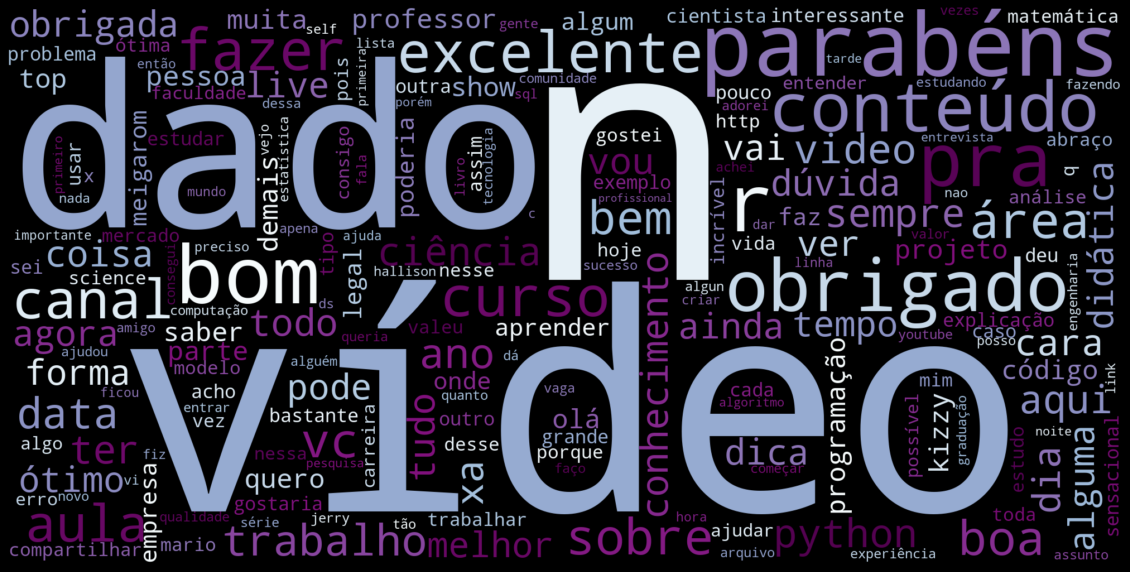 obrigada
muita
professor
algum
cientista
interessante
vezes
matemática
self
gente
problema
ótima
então
fazer
excelente
parabéns
top
pessoa
live
pois
lista
primeira
outra
show
comunidade
tarde
entender
estudando
fazendo
faculdade
dessa
porém
sql
pouco
adorei
http
conteúdo
dado
n
r
vai
video
entrevista
abraço
estudar
usar
x
nada
primeiro
meigarom
demais
vejo
estatística
consigo
fala
poderia
livro
assim
tecnologia
gostei
vou
exemplo
profissional
achei
pra
q
dúvida
nao
análise
mundo
apena
c
bem
incrível
dar
faz
sempre
valor
área
didática
importante
mercado
tipo
ajuda
ciência
hoje
vida
ver
linha
projeto
deu
engenharia
sei
coisa
preciso
science
consegui
bom
legal
hallison
nesse
sucesso
algun
criar
obrigado
canal
computação
ds
curso
conhecimento
agora
amigo
saber
todo
queria
valeu
aprender
ainda
tempo
youtube
explicação
caso
posso
cara
ajudou
parte
modelo
alguém
ano
onde
dá
porque
vídeo
programação
cada
algoritmo
código
mim
link
forma
ficou
acho
entrar
pode
quanto
vaga
kizzy
possível
graduação
aqui
data
vez
bastante
outro
olá
grande
dica
algo
ter
empresa
fiz
vc
nessa
pesquisa
carreira
tudo
desse
xa
faço
começar
estudo
dia
noite
alguma
sensacional
ótimo
erro
novo
vi
quero
gostaria
aula
qualidade
série
jerry
tão
trabalhar
hora
ajudar
toda
compartilhar
mario
trabalho
melhor
sobre
arquivo
python
experiência
boa
assunto